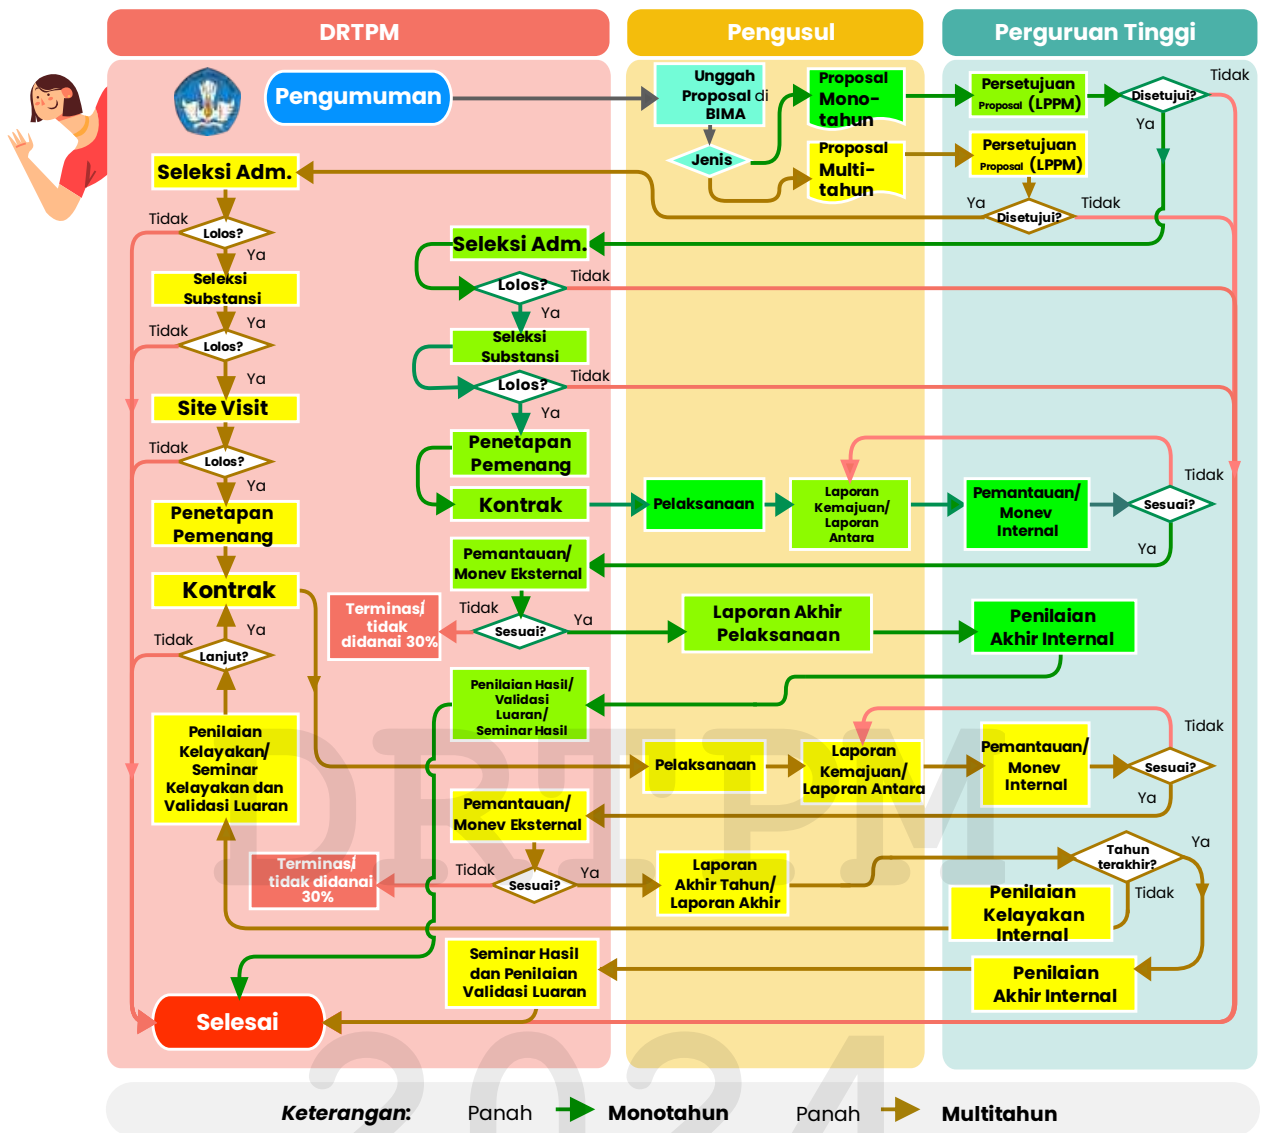 DRTPM
Pengusul
Perguruan Tinggi
Pengumuman
Unggah
Proposal di
BIMA
Jenis
Proposal
Mono-
tahun
Proposal
Multi-
tahun
Persetujuan
Proposal (LPPM)
Disetujui?
Tidak
Ya
Persetujuan
Proposal (LPPM)
Disetujui?
Ya
Tidak
Seleksi Adm.
Lolos?
Tidak
Ya
Seleksi
Substansi
Lolos?
Tidak
Ya
Ya
Site Visit
Lolos?
Tidak
Ya
Penetapan
Pemenang
Kontrak
Ya
Lanjut?
Tidak
Penilaian
Kelayakan/
Seminar
Kelayakan dan
Validasi Luaran
Seleksi Adm.
Lolos?
Tidak
Ya
Seleksi
Substansi
Lolos?
Tidak
Ya
Penetapan
Pemenang
Kontrak
Pelaksanaan
Laporan
Kemajuan/
Laporan
Antara
Pemantauan/
Monev
Internal
Sesuai?
Tidak
Ya
Pemantauan/
Monev Eksternal
Sesuai?
Tidak
Ya
Terminasi/
tidak
didanai 30%
Laporan Akhir
Pelaksanaan
Penilaian
Akhir Internal
Penilaian Hasil/
Validasi
Luaran/
Seminar Hasil
Pelaksanaan
Laporan
Kemajuan/
Laporan Antara
Pemantauan/
Monev
Internal
Sesuai?
Tidak
Ya
Pemantauan/
Monev Eksternal
Sesuai?
Tidak
Ya
Terminasi/
tidak didanai
30%
Laporan
Akhir Tahun/
Laporan Akhir
Tahun
terakhir?
Ya
Tidak
Penilaian
Kelayakan
Internal
Penilaian
Akhir Internal
Seminar Hasil
dan Penilaian
Validasi Luaran
Selesai
DRTPM
2024
Keterangan:
Panah
Monotahun
Panah
Multitahun